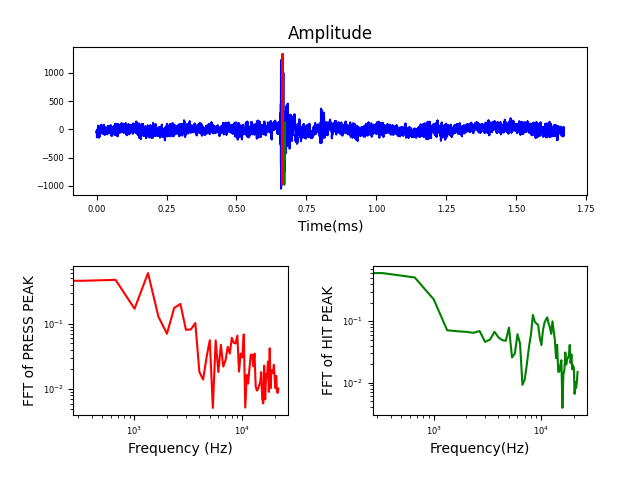 Amplitude
1000
500
0
−500
−1000
0.00 0.25 0.50 0.75 1.00 1.25 1.50 1.75
Time(ms)
FFT of PRESS PEAK
10⁻¹
10⁻²
10³ 10⁴
Frequency (Hz)
FFT of HIT PEAK
10⁻¹
10⁻²
10³ 10⁴
Frequency(Hz)